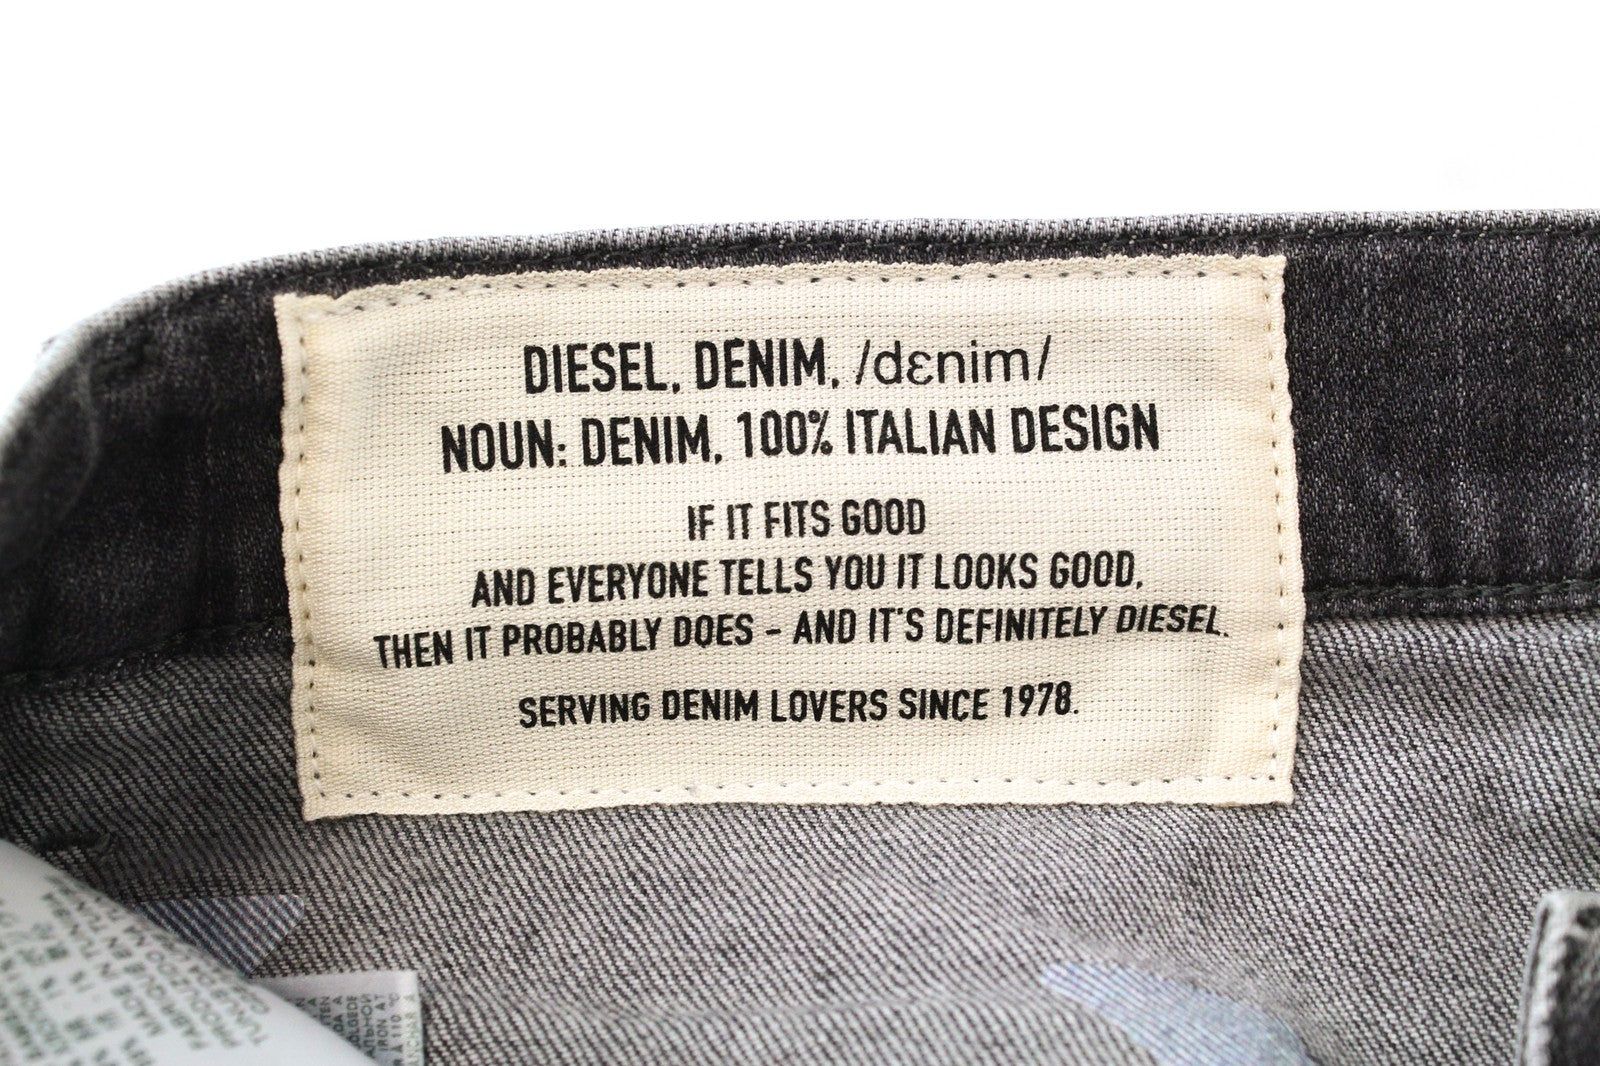 DIESEL, DENIM, /dɛnim/
NOUN: DENIM, 100% ITALIAN DESIGN
IF IT FITS GOOD
AND EVERYONE TELLS YOU IT LOOKS GOOD,
THEN IT PROBABLY DOES - AND IT'S DEFINITELY DIESEL.
SERVING DENIM LOVERS SINCE 1978.